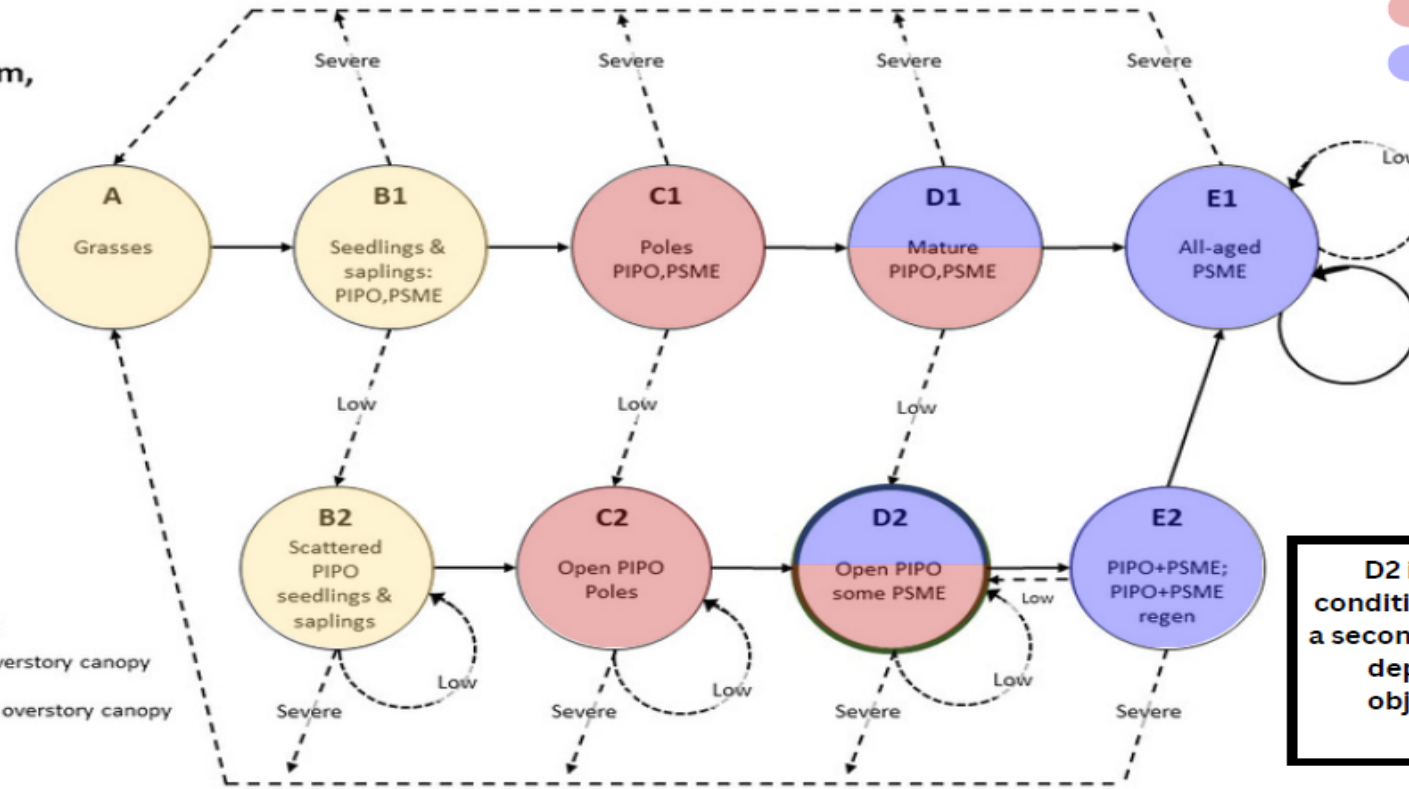 m,
Severe
Severe
Severe
Severe
Low
A
Grasses
B1
Seedlings &
saplings:
PIPO,PSME
C1
Poles
PIPO,PSME
D1
Mature
PIPO,PSME
E1
All-aged
PSME
Low
Low
Low
B2
Scattered
PIPO
seedlings &
saplings
C2
Open PIPO
Poles
D2
Open PIPO
some PSME
E2
PIPO+PSME;
PIPO+PSME
regen
Low
Low
Low
Low
Severe
Severe
Severe
Severe
overstory canopy
overstory canopy
D2
conditi
a secon
dep
obj